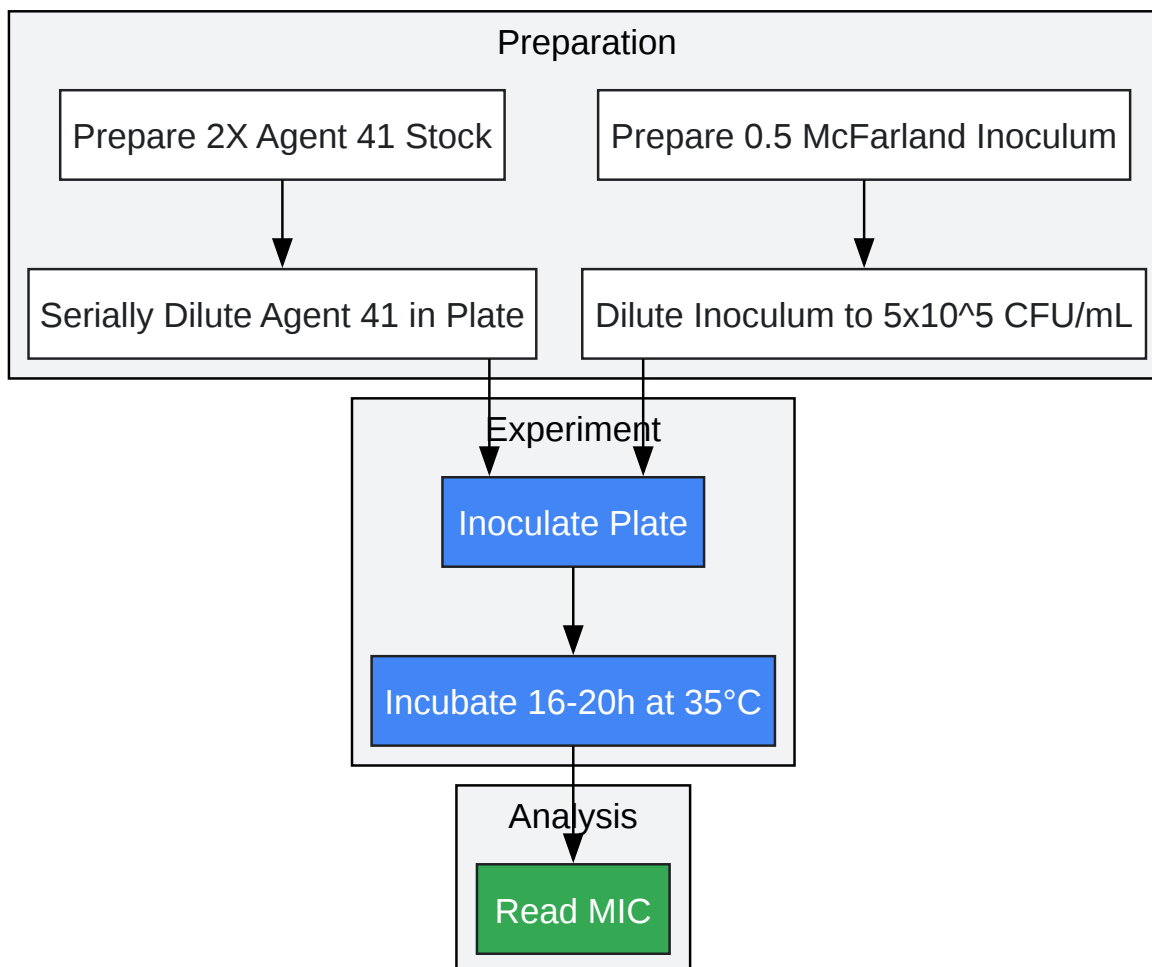 Preparation
Prepare 2X Agent 41 Stock
Prepare 0.5 McFarland Inoculum
Serially Dilute Agent 41 in Plate
Dilute Inoculum to 5x10^5 CFU/mL
Experiment
Inoculate Plate
Incubate 16-20h at 35°C
Analysis
Read MIC